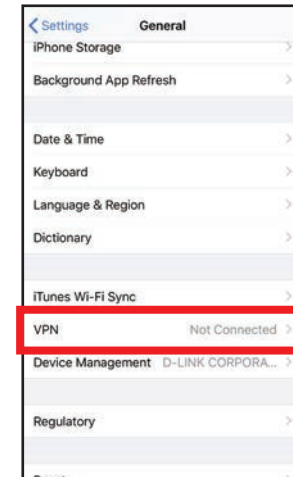 Settings General
iPhone Storage
Background App Refresh
Date & Time
Keyboard
Language & Region
Dictionary
iTunes Wi-Fi Sync
VPN Not Connected
Device Management D-LINK CORPORA...
Regulatory